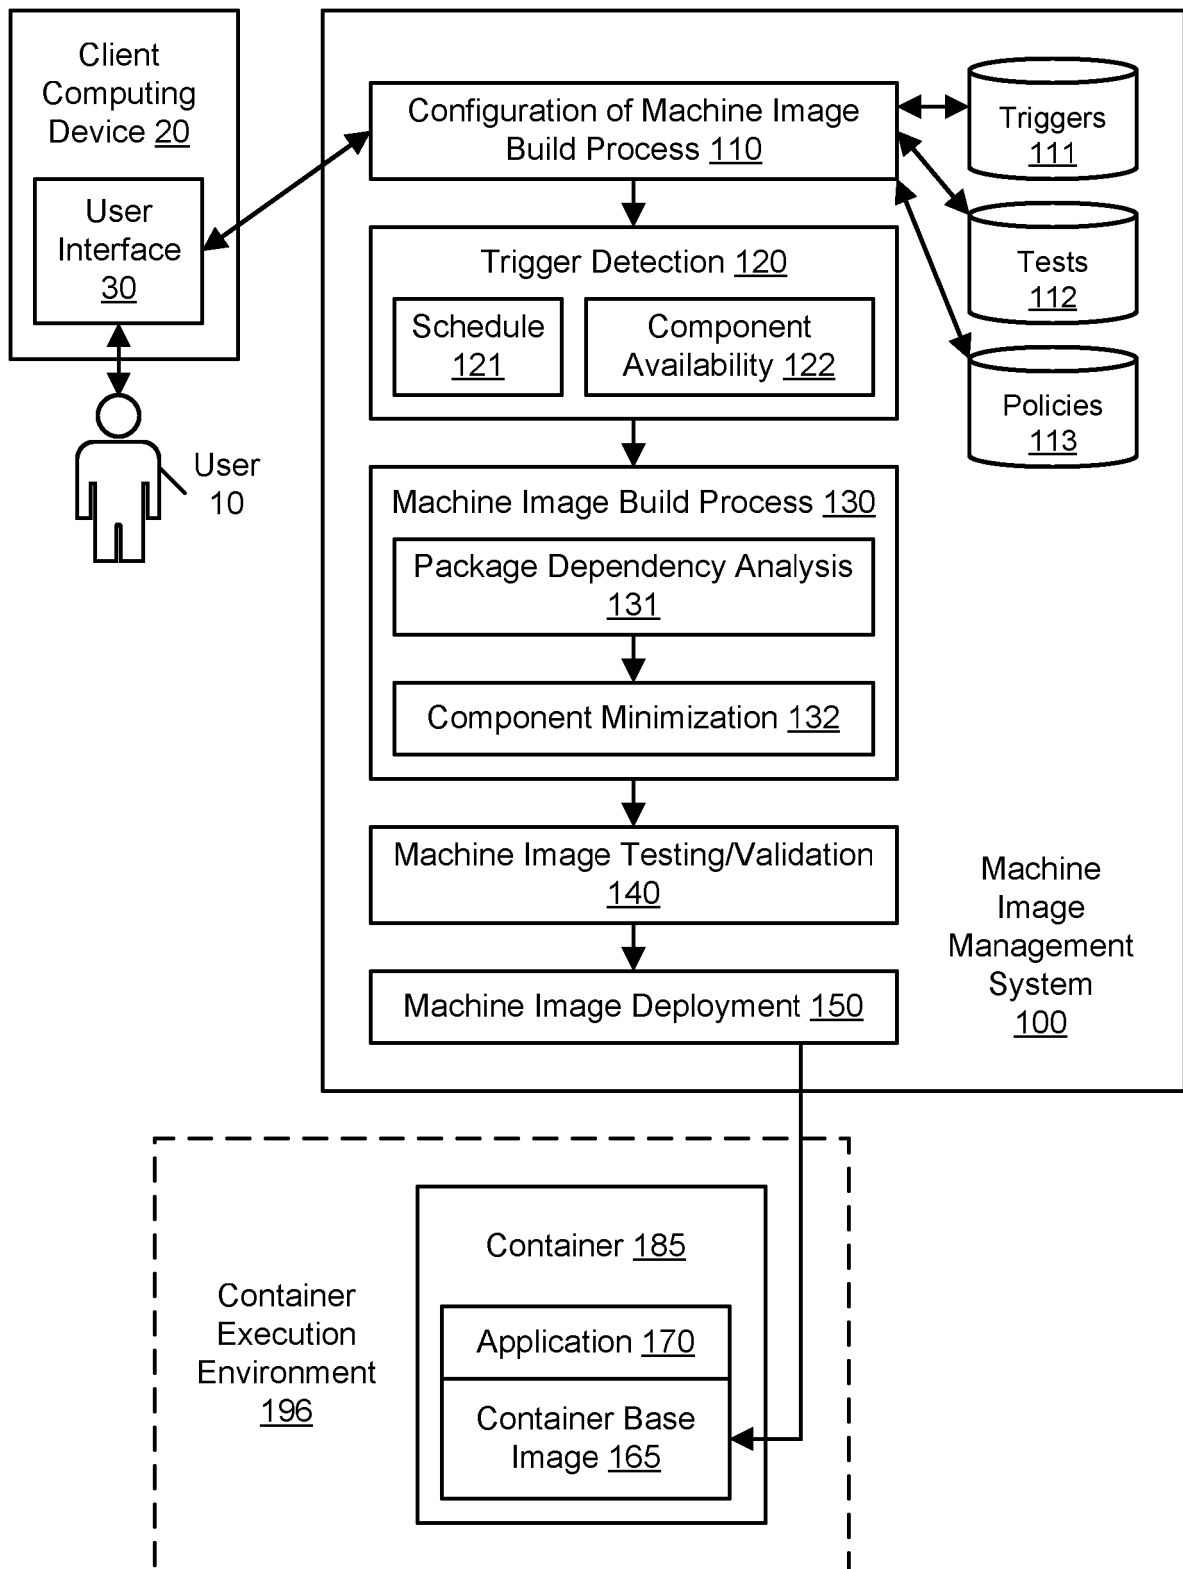 Client
Computing
Device 20
User
Interface
30
User
10
Configuration of Machine Image
Build Process 110
Triggers
111
Tests
112
Policies
113
Trigger Detection 120
Schedule
121
Component
Availability 122
Machine Image Build Process 130
Package Dependency Analysis
131
Component Minimization 132
Machine Image Testing/Validation
140
Machine Image Deployment 150
Machine
Image
Management
System
100
Container
Execution
Environment
196
Container 185
Application 170
Container Base
Image 165